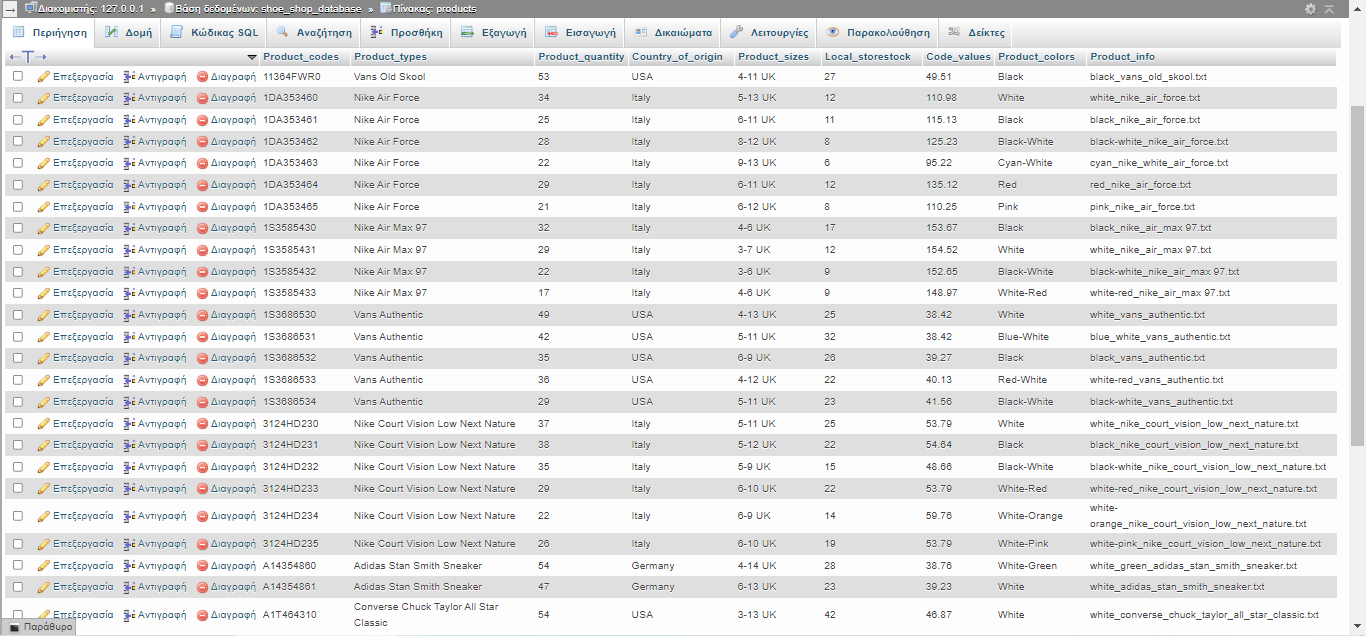 Διακομιστής: 127.0.0.1 » Βάση δεδομένων: shoe_shop_database » Πίνακας: products
Περιήγηση Δομή Κώδικας SQL Αναζήτηση Προσθήκη Εξαγωγή Εισαγωγή Δικαιώματα Λειτουργίες Παρακολούθηση Δείκτες
←T→ Product_codes Product_types Product_quantity Country_of_origin Product_sizes Local_storestock Code_values Product_colors Product_info
Επεξεργασία Αντιγραφή Διαγραφή 11364FWR0 Vans Old Skool 53 USA 4-11 UK 27 49.51 Black black_vans_old_skool.txt
Επεξεργασία Αντιγραφή Διαγραφή 1DA353460 Nike Air Force 34 Italy 5-13 UK 12 110.98 White white_nike_air_force.txt
Επεξεργασία Αντιγραφή Διαγραφή 1DA353461 Nike Air Force 25 Italy 6-11 UK 11 115.13 Black black_nike_air_force.txt
Επεξεργασία Αντιγραφή Διαγραφή 1DA353462 Nike Air Force 28 Italy 8-12 UK 8 125.23 Black-White black-white_nike_air_force.txt
Επεξεργασία Αντιγραφή Διαγραφή 1DA353463 Nike Air Force 22 Italy 9-13 UK 6 95.22 Cyan-White cyan_nike_white_air_force.txt
Επεξεργασία Αντιγραφή Διαγραφή 1DA353464 Nike Air Force 29 Italy 6-11 UK 12 135.12 Red red_nike_air_force.txt
Επεξεργασία Αντιγραφή Διαγραφή 1DA353465 Nike Air Force 21 Italy 6-12 UK 8 110.25 Pink pink_nike_air_force.txt
Επεξεργασία Αντιγραφή Διαγραφή 1S3585430 Nike Air Max 97 32 Italy 4-6 UK 17 153.67 Black black_nike_air_max 97.txt
Επεξεργασία Αντιγραφή Διαγραφή 1S3585431 Nike Air Max 97 29 Italy 3-7 UK 12 154.52 White white_nike_air_max 97.txt
Επεξεργασία Αντιγραφή Διαγραφή 1S3585432 Nike Air Max 97 22 Italy 3-6 UK 9 152.65 Black-White black-white_nike_air_max 97.txt
Επεξεργασία Αντιγραφή Διαγραφή 1S3585433 Nike Air Max 97 17 Italy 4-6 UK 9 148.97 White-Red white-red_nike_air_max 97.txt
Επεξεργασία Αντιγραφή Διαγραφή 1S3686530 Vans Authentic 49 USA 4-13 UK 25 38.42 White white_vans_authentic.txt
Επεξεργασία Αντιγραφή Διαγραφή 1S3686531 Vans Authentic 42 USA 5-11 UK 32 38.42 Blue-White blue_white_vans_authentic.txt
Επεξεργασία Αντιγραφή Διαγραφή 1S3686532 Vans Authentic 35 USA 6-9 UK 26 39.27 Black black_vans_authentic.txt
Επεξεργασία Αντιγραφή Διαγραφή 1S3686533 Vans Authentic 36 USA 4-12 UK 22 40.13 Red-White white-red_vans_authentic.txt
Επεξεργασία Αντιγραφή Διαγραφή 1S3686534 Vans Authentic 29 USA 5-11 UK 23 41.56 Black-White black-white_vans_authentic.txt
Επεξεργασία Αντιγραφή Διαγραφή 3124HD230 Nike Court Vision Low Next Nature 37 Italy 5-11 UK 25 53.79 White white_nike_court_vision_low_next_nature.txt
Επεξεργασία Αντιγραφή Διαγραφή 3124HD231 Nike Court Vision Low Next Nature 38 Italy 5-12 UK 22 54.64 Black black_nike_court_vision_low_next_nature.txt
Επεξεργασία Αντιγραφή Διαγραφή 3124HD232 Nike Court Vision Low Next Nature 35 Italy 5-9 UK 15 48.66 Black-White black-white_nike_court_vision_low_next_nature.txt
Επεξεργασία Αντιγραφή Διαγραφή 3124HD233 Nike Court Vision Low Next Nature 29 Italy 6-10 UK 22 53.79 White-Red white-red_nike_court_vision_low_next_nature.txt
Επεξεργασία Αντιγραφή Διαγραφή 3124HD234 Nike Court Vision Low Next Nature 22 Italy 6-9 UK 14 59.76 White-Orange white-
orange_nike_court_vision_low_next_nature.txt
Επεξεργασία Αντιγραφή Διαγραφή 3124HD235 Nike Court Vision Low Next Nature 26 Italy 6-10 UK 19 53.79 White-Pink white-pink_nike_court_vision_low_next_nature.txt
Επεξεργασία Αντιγραφή Διαγραφή A14354860 Adidas Stan Smith Sneaker 54 Germany 4-14 UK 28 38.76 White-Green white_green_adidas_stan_smith_sneaker.txt
Επεξεργασία Αντιγραφή Διαγραφή A14354861 Adidas Stan Smith Sneaker 47 Germany 6-13 UK 23 39.23 White white_adidas_stan_smith_sneaker.txt
Επεξεργασία Αντιγραφή Διαγραφή A1T464310 Converse Chuck Taylor All Star
Classic 54 USA 3-13 UK 42 46.87 White white_converse_chuck_taylor_all_star_classic.txt
Παράθυρο